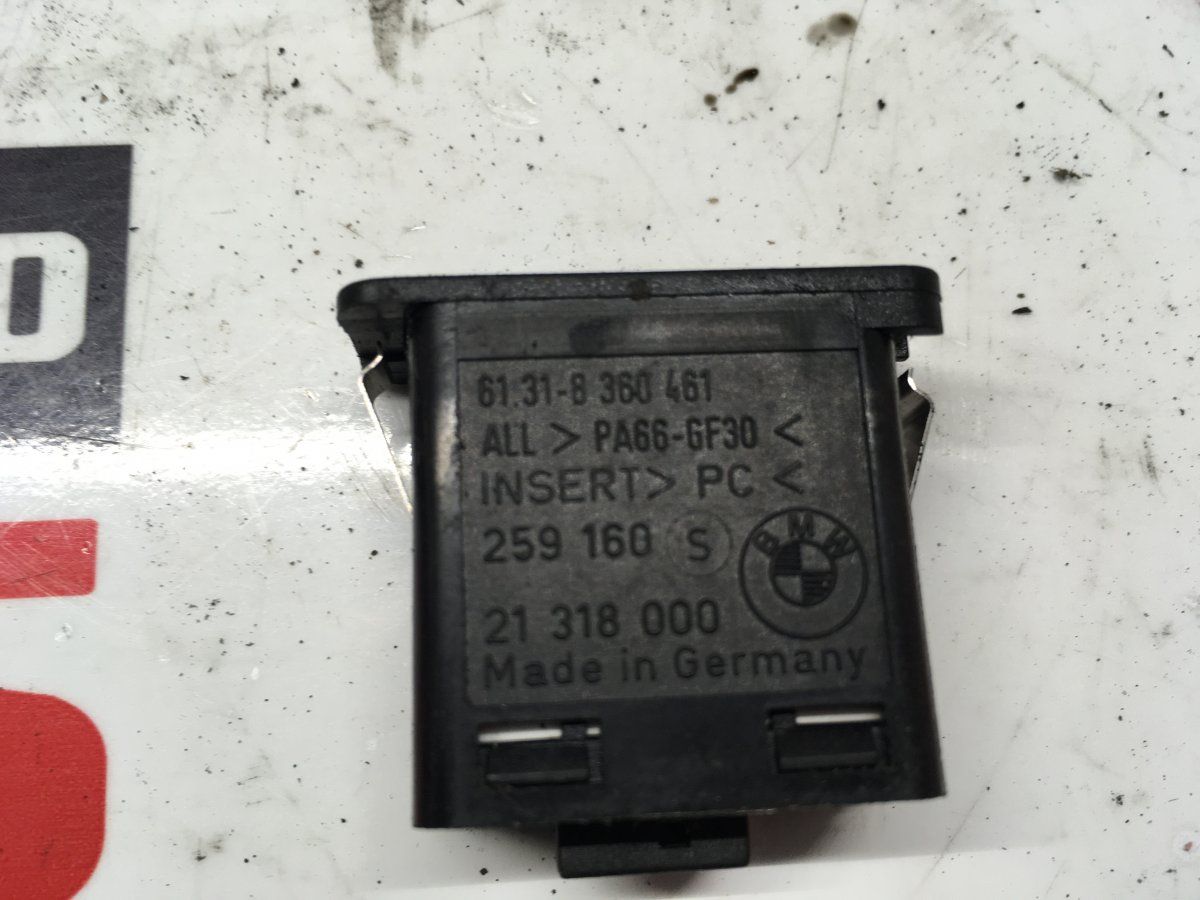 61.31-8 360 461
ALL > PA66-GF30 <
INSERT> PC <
259 160 S
BMW
21 318 000
Made in Germany